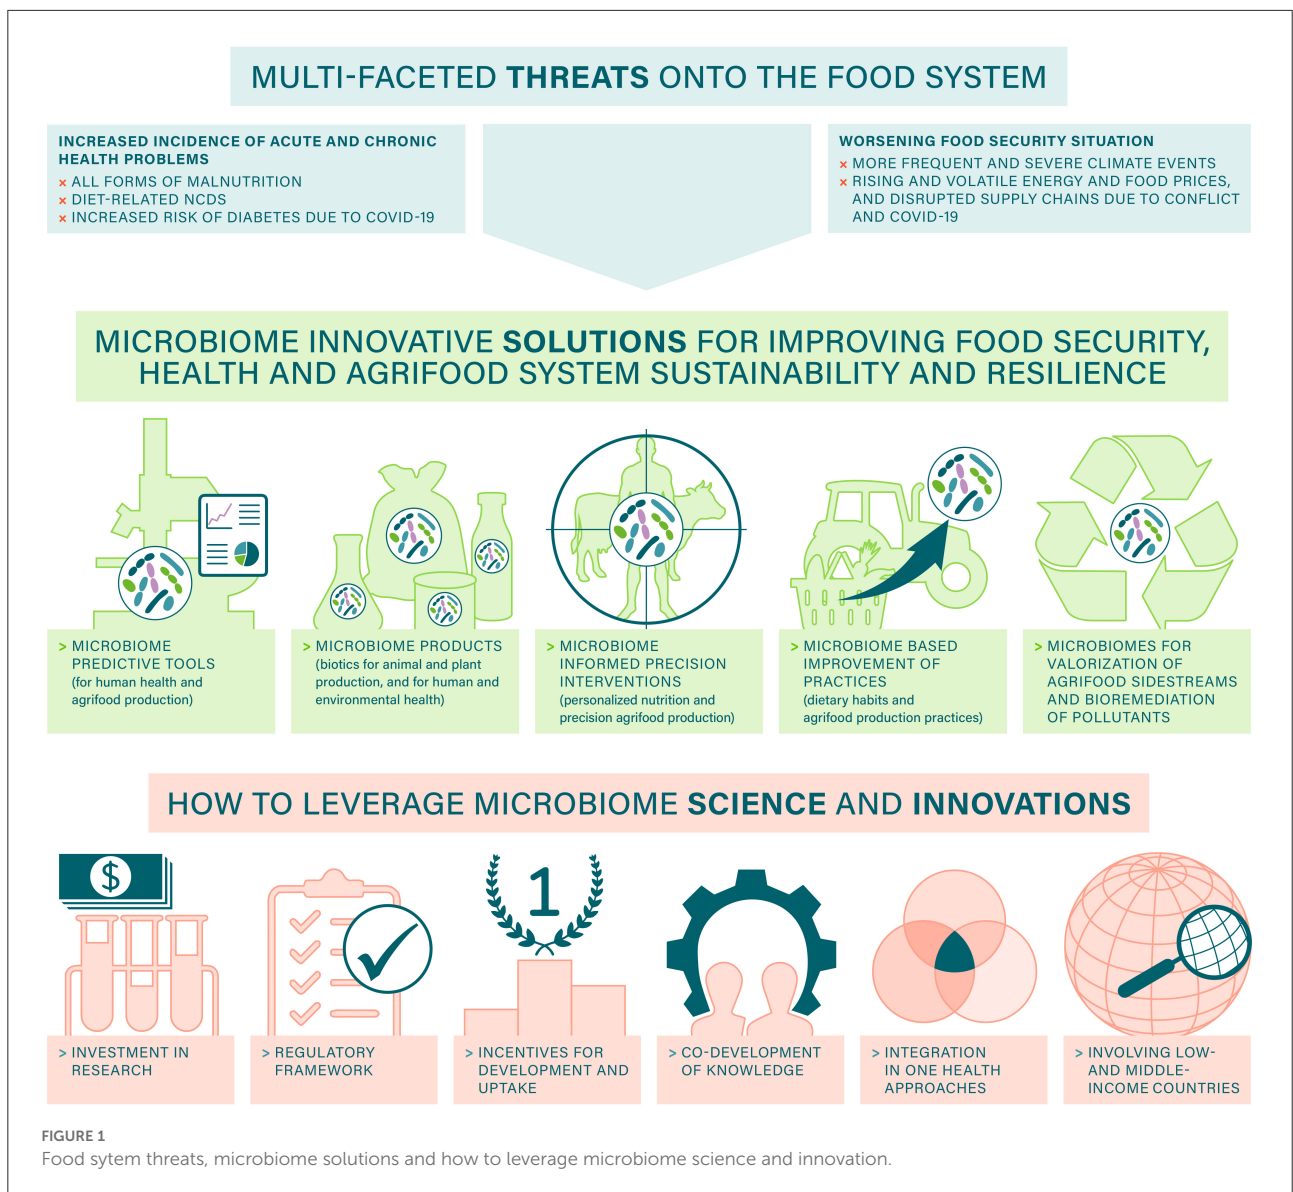 MULTI-FACETED THREATS ONTO THE FOOD SYSTEM
INCREASED INCIDENCE OF ACUTE AND CHRONIC
HEALTH PROBLEMS
× ALL FORMS OF MALNUTRITION
× DIET-RELATED NCDS
× INCREASED RISK OF DIABETES DUE TO COVID-19
WORSENING FOOD SECURITY SITUATION
× MORE FREQUENT AND SEVERE CLIMATE EVENTS
× RISING AND VOLATILE ENERGY AND FOOD PRICES,
AND DISRUPTED SUPPLY CHAINS DUE TO CONFLICT
AND COVID-19
MICROBIOME INNOVATIVE SOLUTIONS FOR IMPROVING FOOD SECURITY,
HEALTH AND AGRIFOOD SYSTEM SUSTAINABILITY AND RESILIENCE
> MICROBIOME
PREDICTIVE TOOLS
(for human health and
agrifood production)
> MICROBIOME PRODUCTS
(biotics for animal and plant
production, and for human and
environmental health)
> MICROBIOME
INFORMED PRECISION
INTERVENTIONS
(personalized nutrition and
precision agrifood production)
> MICROBIOME BASED
IMPROVEMENT OF
PRACTICES
(dietary habits and
agrifood production practices)
> MICROBIOMES FOR
VALORIZATION OF
AGRIFOOD SIDESTREAMS
AND BIOREMEDIATION
OF POLLUTANTS
HOW TO LEVERAGE MICROBIOME SCIENCE AND INNOVATIONS
$
1
> INVESTMENT IN
RESEARCH
> REGULATORY
FRAMEWORK
> INCENTIVES FOR
DEVELOPMENT AND
UPTAKE
> CO-DEVELOPMENT
OF KNOWLEDGE
> INTEGRATION
IN ONE HEALTH
APPROACHES
> INVOLVING LOW-
AND MIDDLE-
INCOME COUNTRIES
FIGURE 1
Food sytem threats, microbiome solutions and how to leverage microbiome science and innovation.